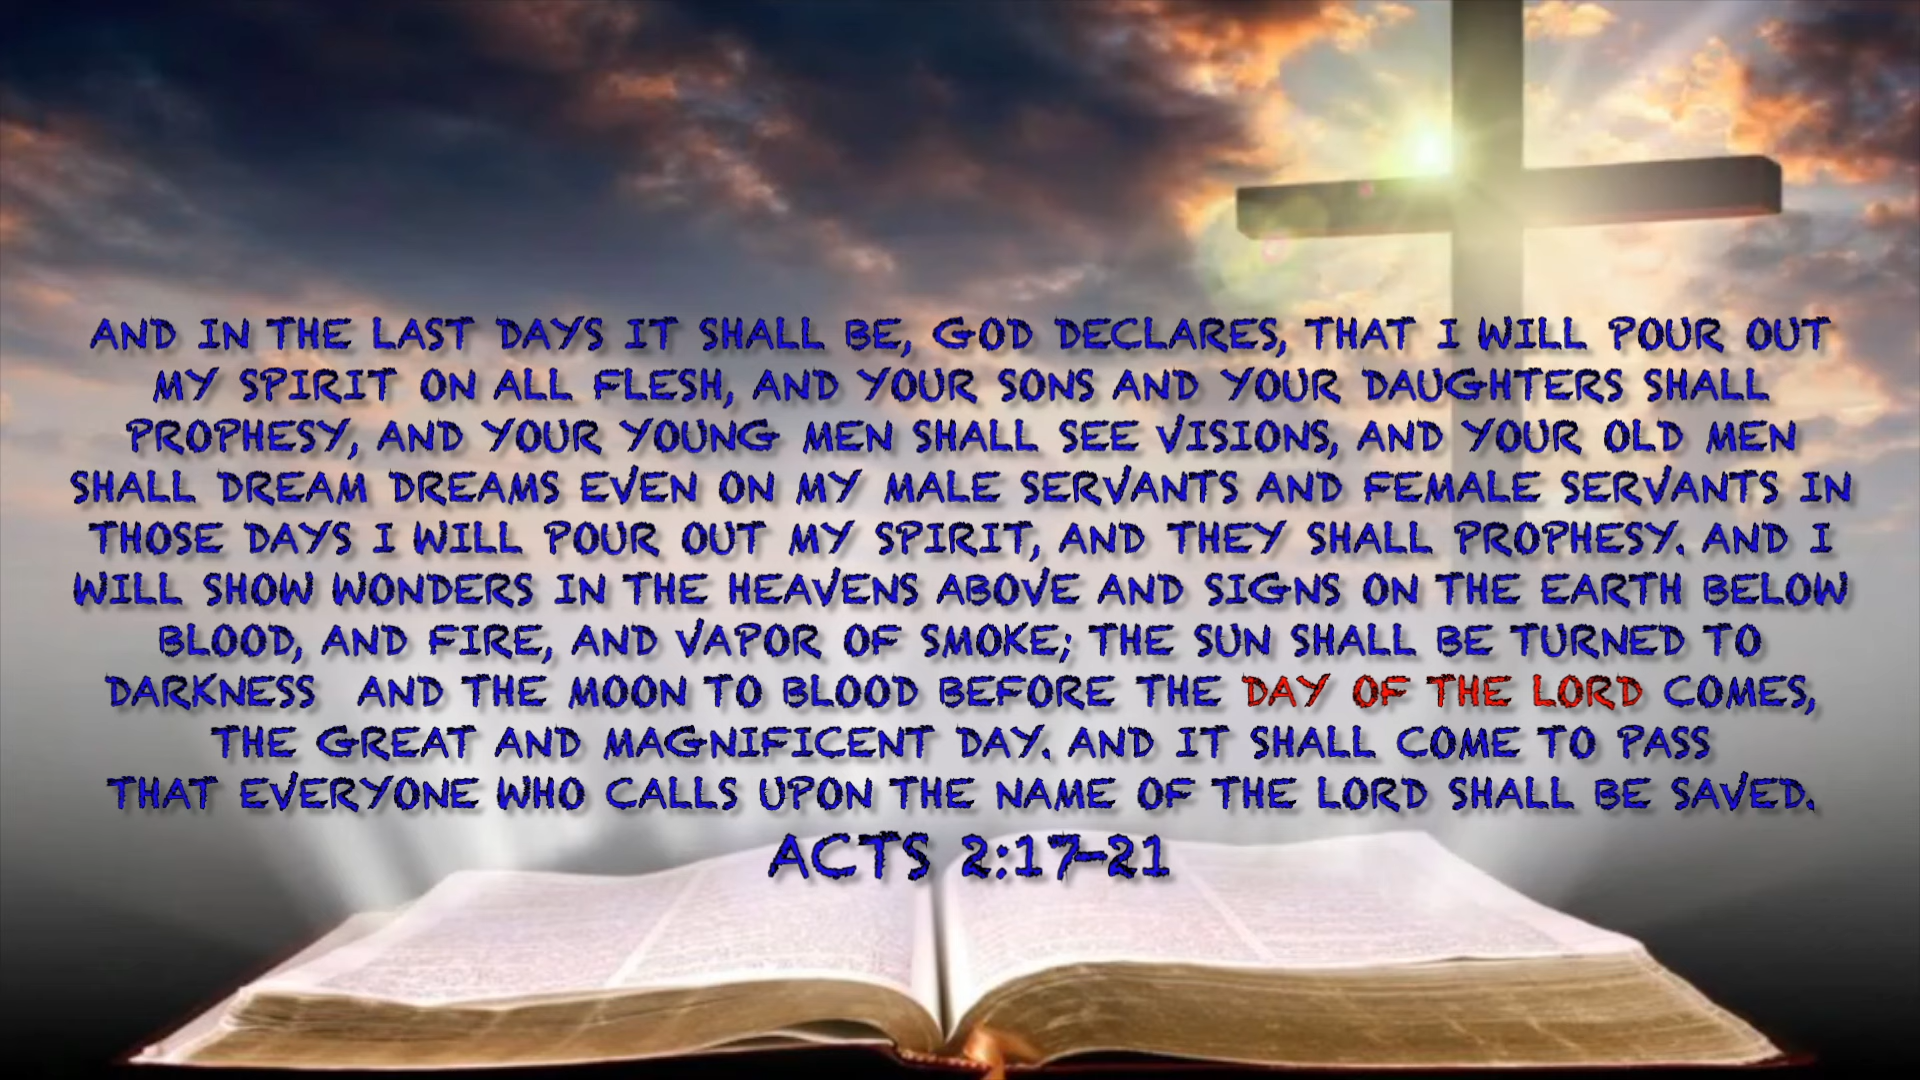 AND IN THE LAST DAYS IT SHALL BE, GOD DECLARES, THAT I WILL POUR OUT
MY SPIRIT ON ALL FLESH, AND YOUR SONS AND YOUR DAUGHTERS SHALL
PROPHESY, AND YOUR YOUNG MEN SHALL SEE VISIONS, AND YOUR OLD MEN
SHALL DREAM DREAMS EVEN ON MY MALE SERVANTS AND FEMALE SERVANTS IN
THOSE DAYS I WILL POUR OUT MY SPIRIT, AND THEY SHALL PROPHESY. AND I
WILL SHOW WONDERS IN THE HEAVENS ABOVE AND SIGNS ON THE EARTH BELOW
BLOOD, AND FIRE, AND VAPOR OF SMOKE; THE SUN SHALL BE TURNED TO
DARKNESS AND THE MOON TO BLOOD BEFORE THE DAY OF THE LORD COMES,
THE GREAT AND MAGNIFICENT DAY. AND IT SHALL COME TO PASS
THAT EVERYONE WHO CALLS UPON THE NAME OF THE LORD SHALL BE SAVED.
ACTS 2:17-21